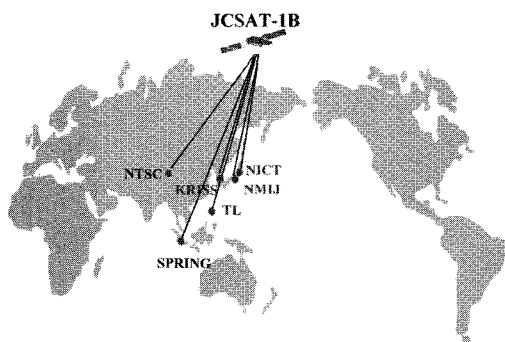 JCSAT-1B
NTSC
NICT
KRISS
NMIJ
TL
SPRING